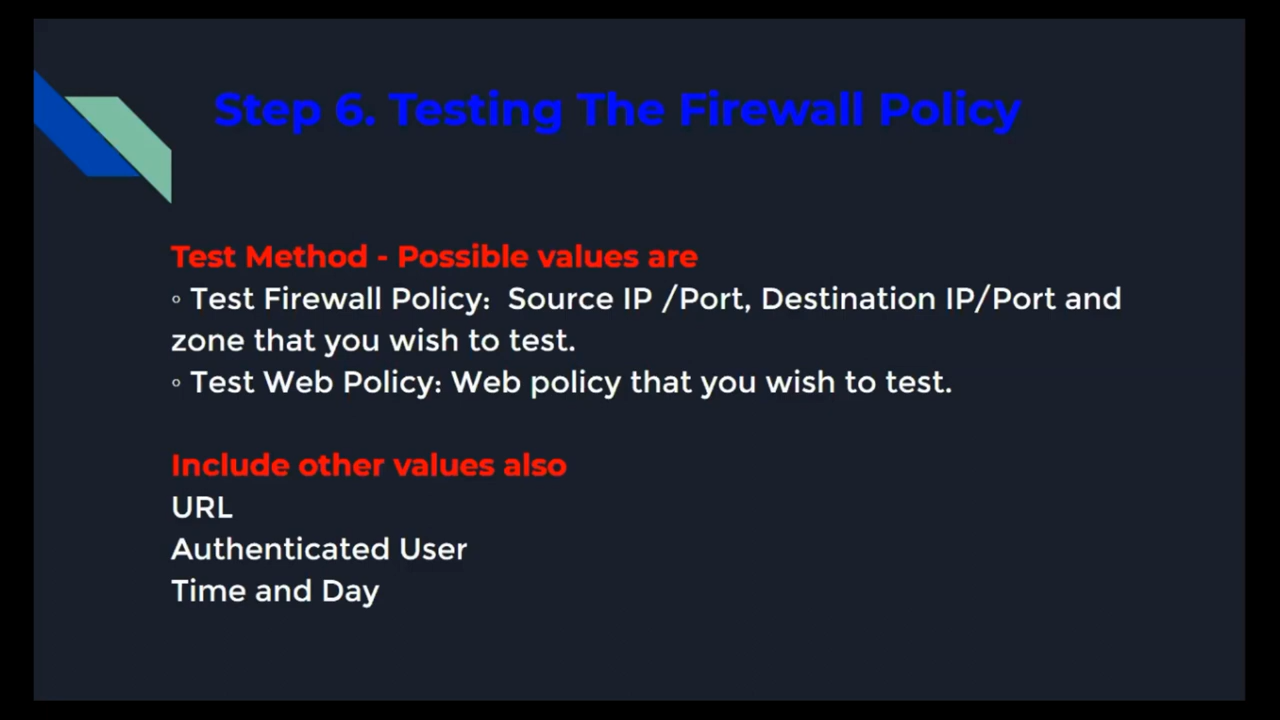 Step 6. Testing The Firewall Policy
Test Method - Possible values are
◦ Test Firewall Policy:  Source IP /Port, Destination IP/Port and
zone that you wish to test.
◦ Test Web Policy: Web policy that you wish to test.
Include other values also
URL
Authenticated User
Time and Day